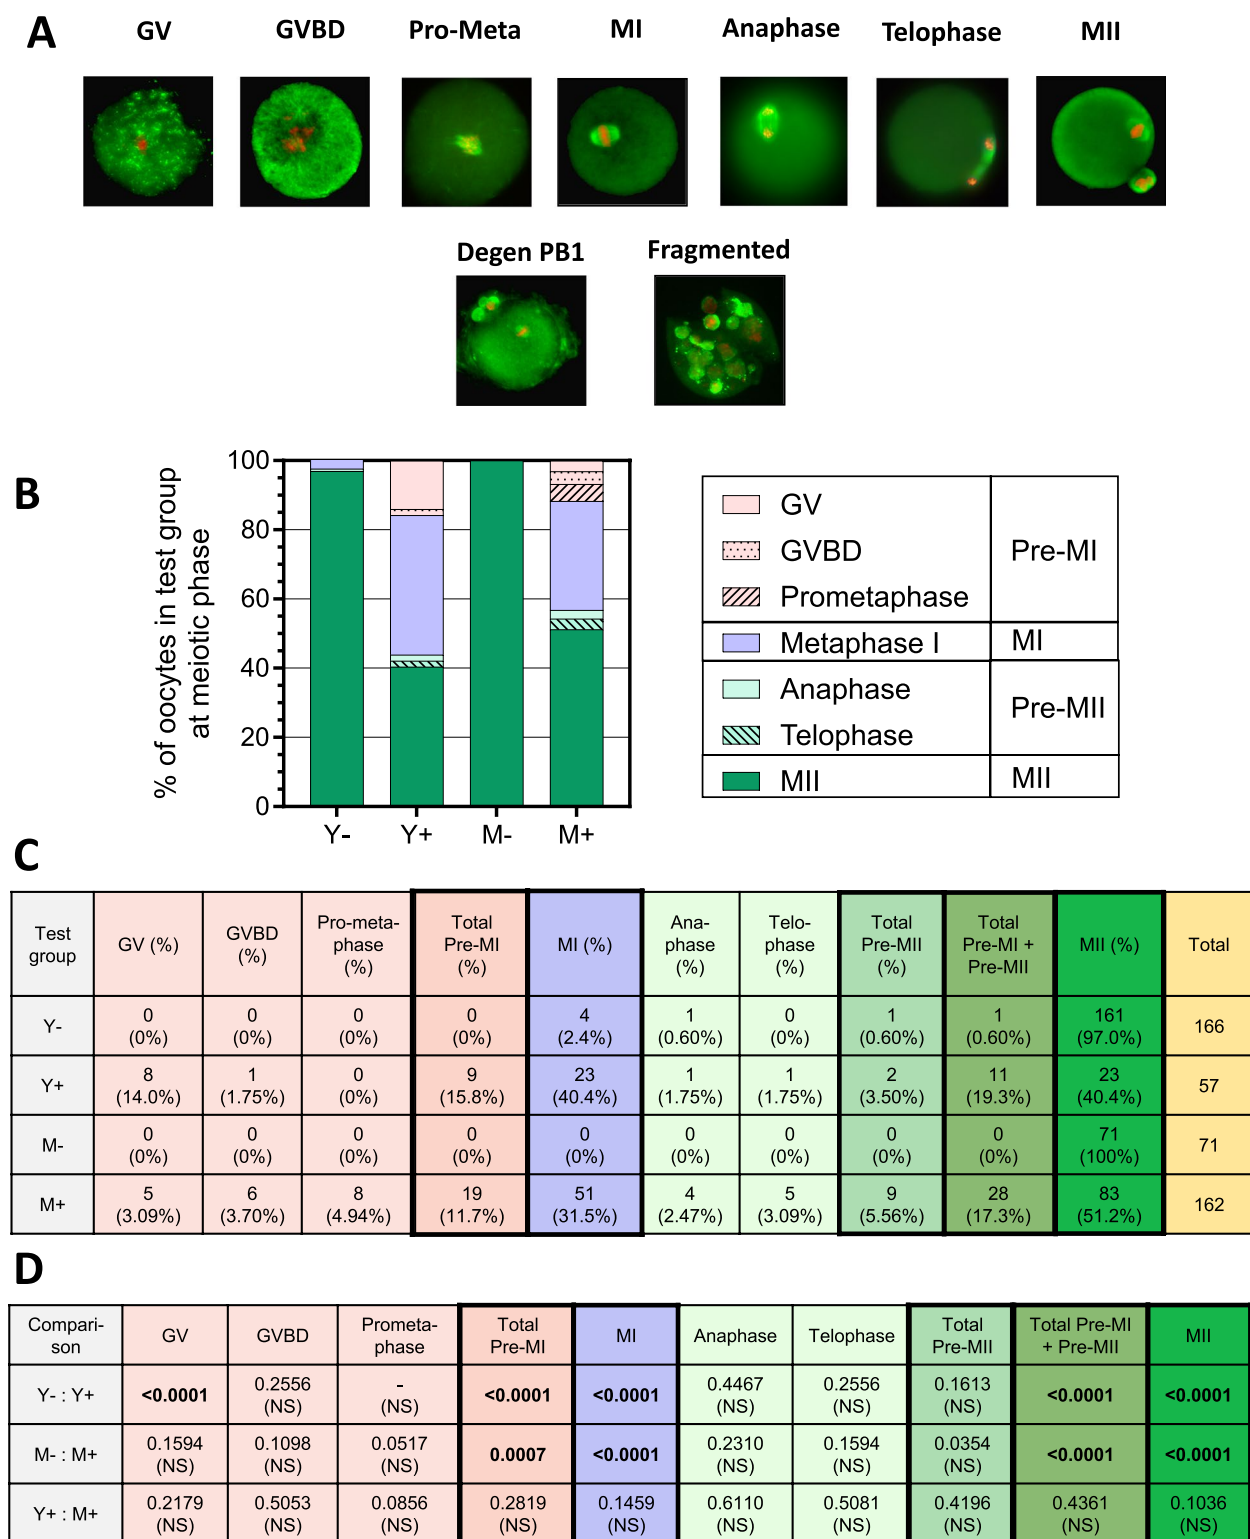 A
GV
GVBD
Pro-Meta
MI
Anaphase
Telophase
MII
Degen PB1
Fragmented
B
% of oocytes in test group
at meiotic phase
100
80
60
40
20
0
Y-
Y+
M-
M+
GV
GVBD
Prometaphase
Pre-MI
Metaphase I
MI
Anaphase
Telophase
Pre-MII
MII
MII
C
Test
group
GV (%)
GVBD
(%)
Pro-meta-
phase
(%)
Total
Pre-MI
(%)
MI (%)
Ana-
phase
(%)
Telo-
phase
(%)
Total
Pre-MII
(%)
Total
Pre-MI +
Pre-MII
MII (%)
Total
Y-
0
(0%)
0
(0%)
0
(0%)
0
(0%)
4
(2.4%)
1
(0.60%)
0
(0%)
1
(0.60%)
1
(0.60%)
161
(97.0%)
166
Y+
8
(14.0%)
1
(1.75%)
0
(0%)
9
(15.8%)
23
(40.4%)
1
(1.75%)
1
(1.75%)
2
(3.50%)
11
(19.3%)
23
(40.4%)
57
M-
0
(0%)
0
(0%)
0
(0%)
0
(0%)
0
(0%)
0
(0%)
0
(0%)
0
(0%)
0
(0%)
71
(100%)
71
M+
5
(3.09%)
6
(3.70%)
8
(4.94%)
19
(11.7%)
51
(31.5%)
4
(2.47%)
5
(3.09%)
9
(5.56%)
28
(17.3%)
83
(51.2%)
162
D
Compari-
son
GV
GVBD
Prometa-
phase
Total
Pre-MI
MI
Anaphase
Telophase
Total
Pre-MII
Total Pre-MI
+ Pre-MII
MII
Y- : Y+
<0.0001
0.2556
(NS)
-
(NS)
<0.0001
<0.0001
0.4467
(NS)
0.2556
(NS)
0.1613
(NS)
<0.0001
<0.0001
M- : M+
0.1594
(NS)
0.1098
(NS)
0.0517
(NS)
0.0007
<0.0001
0.2310
(NS)
0.1594
(NS)
0.0354
(NS)
<0.0001
<0.0001
Y+ : M+
0.2179
(NS)
0.5053
(NS)
0.0856
(NS)
0.2819
(NS)
0.1459
(NS)
0.6110
(NS)
0.5081
(NS)
0.4196
(NS)
0.4361
(NS)
0.1036
(NS)